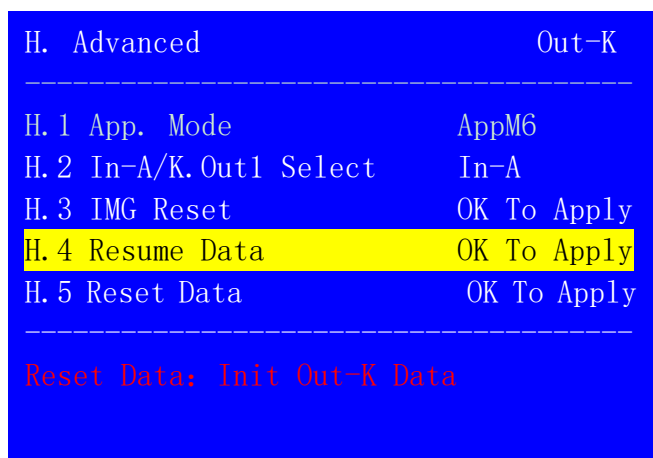 H. Advanced Out-K
H.1 App. Mode AppM6
H.2 In-A/K.Out1 Select In-A
H.3 IMG Reset OK To Apply
H.4 Resume Data OK To Apply
H.5 Reset Data OK To Apply
Reset Data: Init Out-K Data